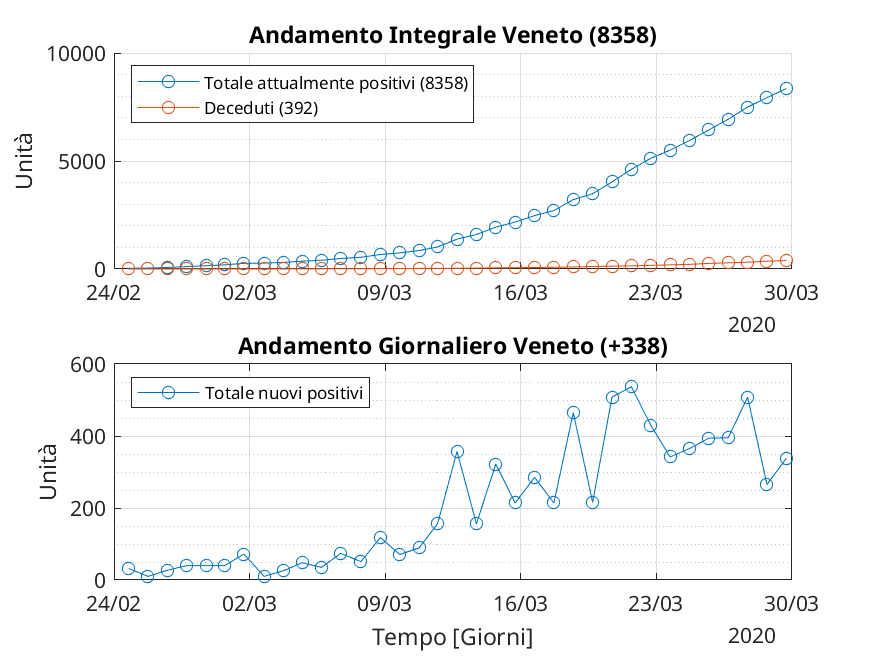 Andamento Integrale Veneto (8358)
10000
5000
0
Unità
Totale attualmente positivi (8358)
Deceduti (392)
24/02 02/03 09/03 16/03 23/03 30/03
2020
Andamento Giornaliero Veneto (+338)
600
400
200
0
Unità
Totale nuovi positivi
24/02 02/03 09/03 16/03 23/03 30/03
Tempo [Giorni]
2020